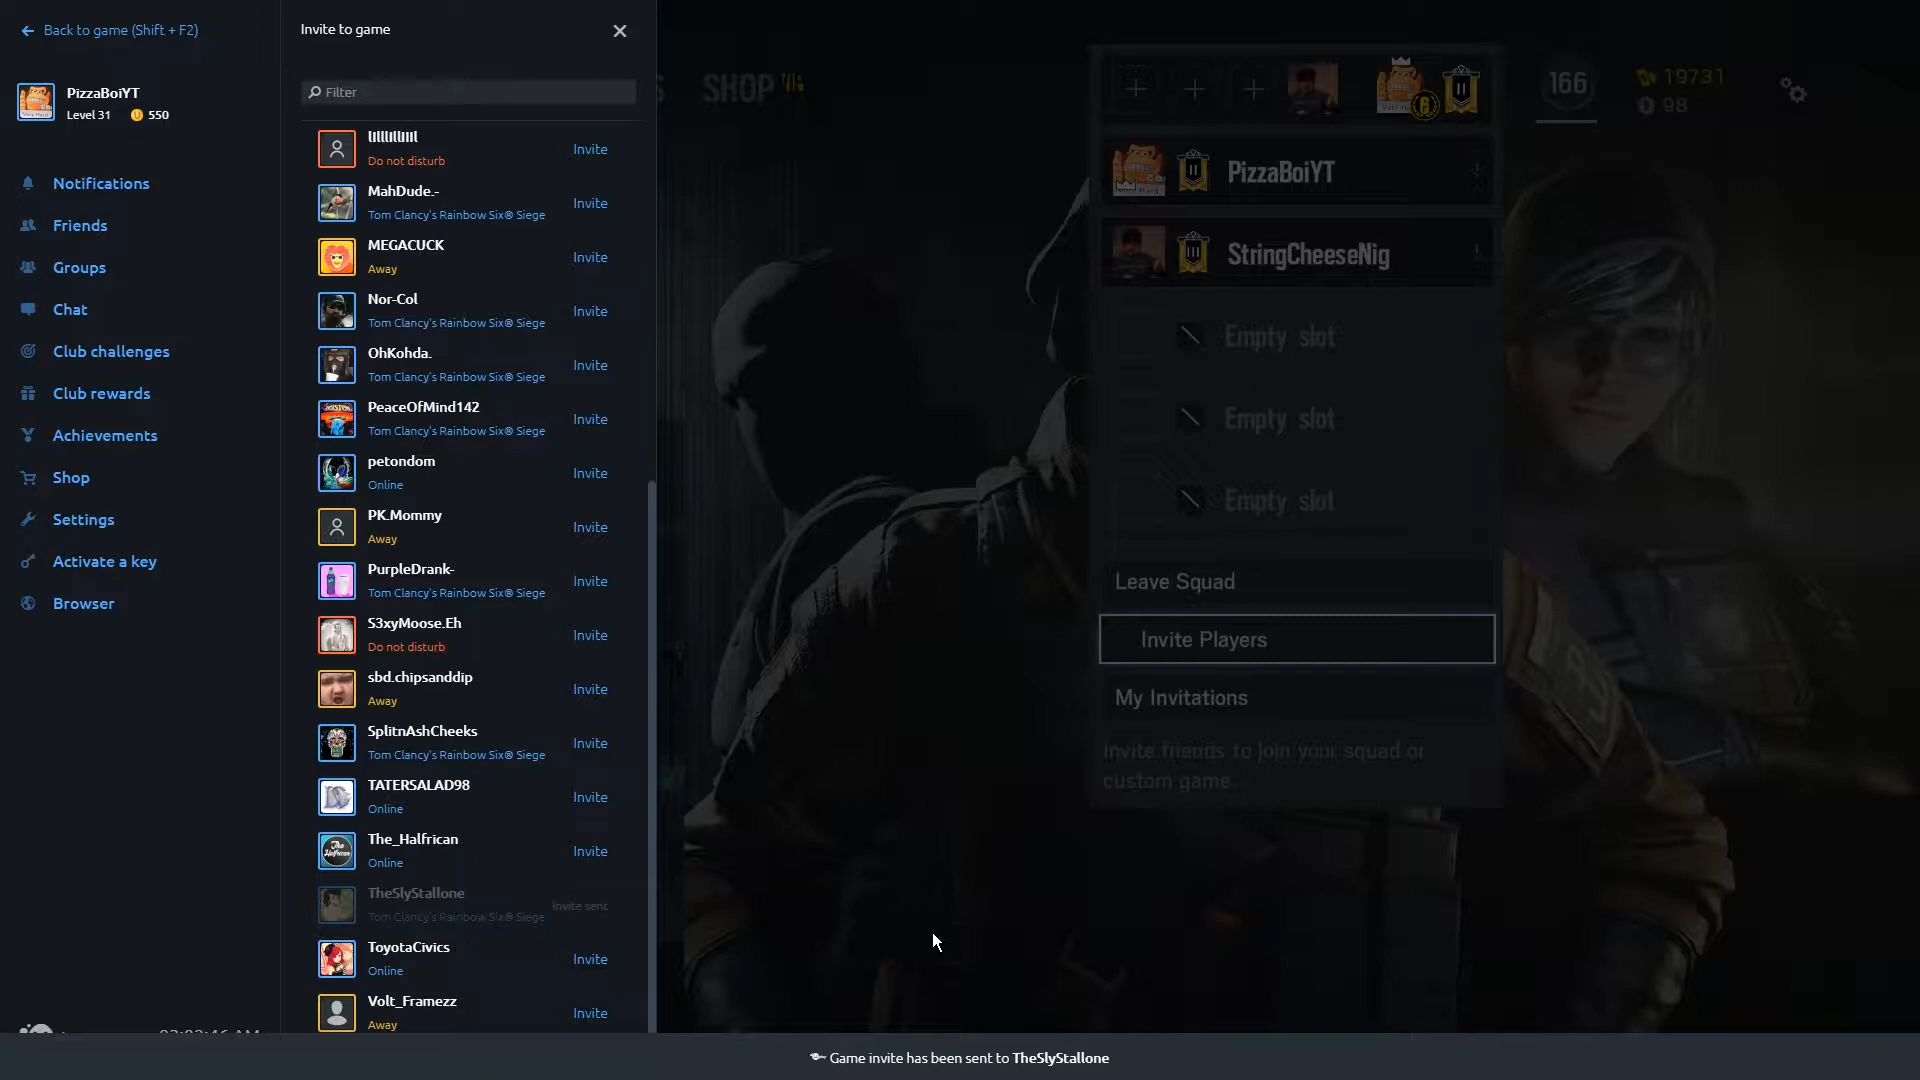 Back to game (Shift + F2)
PizzaBoiYT
Level 31 550
Notifications
Friends
Groups
Chat
Club challenges
Club rewards
Achievements
Shop
Settings
Activate a key
Browser
Invite to game
Filter
Do not disturb
Invite
MahDude.-
Tom Clancy's Rainbow Six® Siege
Invite
MEGACUCK
Away
Invite
Nor-Col
Tom Clancy's Rainbow Six® Siege
Invite
OhKohda.
Tom Clancy's Rainbow Six® Siege
Invite
PeaceOfMind142
Tom Clancy's Rainbow Six® Siege
Invite
petondom
Online
Invite
PK.Mommy
Away
Invite
PurpleDrank-
Tom Clancy's Rainbow Six® Siege
Invite
S3xyMoose.Eh
Do not disturb
Invite
sbd.chipsanddip
Away
Invite
SplitnAshCheeks
Tom Clancy's Rainbow Six® Siege
Invite
TATERSALAD98
Online
Invite
The_Halfrican
Online
Invite
TheSlyStallone
Tom Clancy's Rainbow Six® Siege
Invite sent
ToyotaCivics
Online
Invite
Volt_Framezz
Away
Invite
SHOP
166
19731
98
PizzaBoiYT
StringCheeseNig
Empty slot
Empty slot
Empty slot
Leave Squad
Invite Players
My Invitations
Invite friends to join your squad or
custom game.
Game invite has been sent to TheSlyStallone